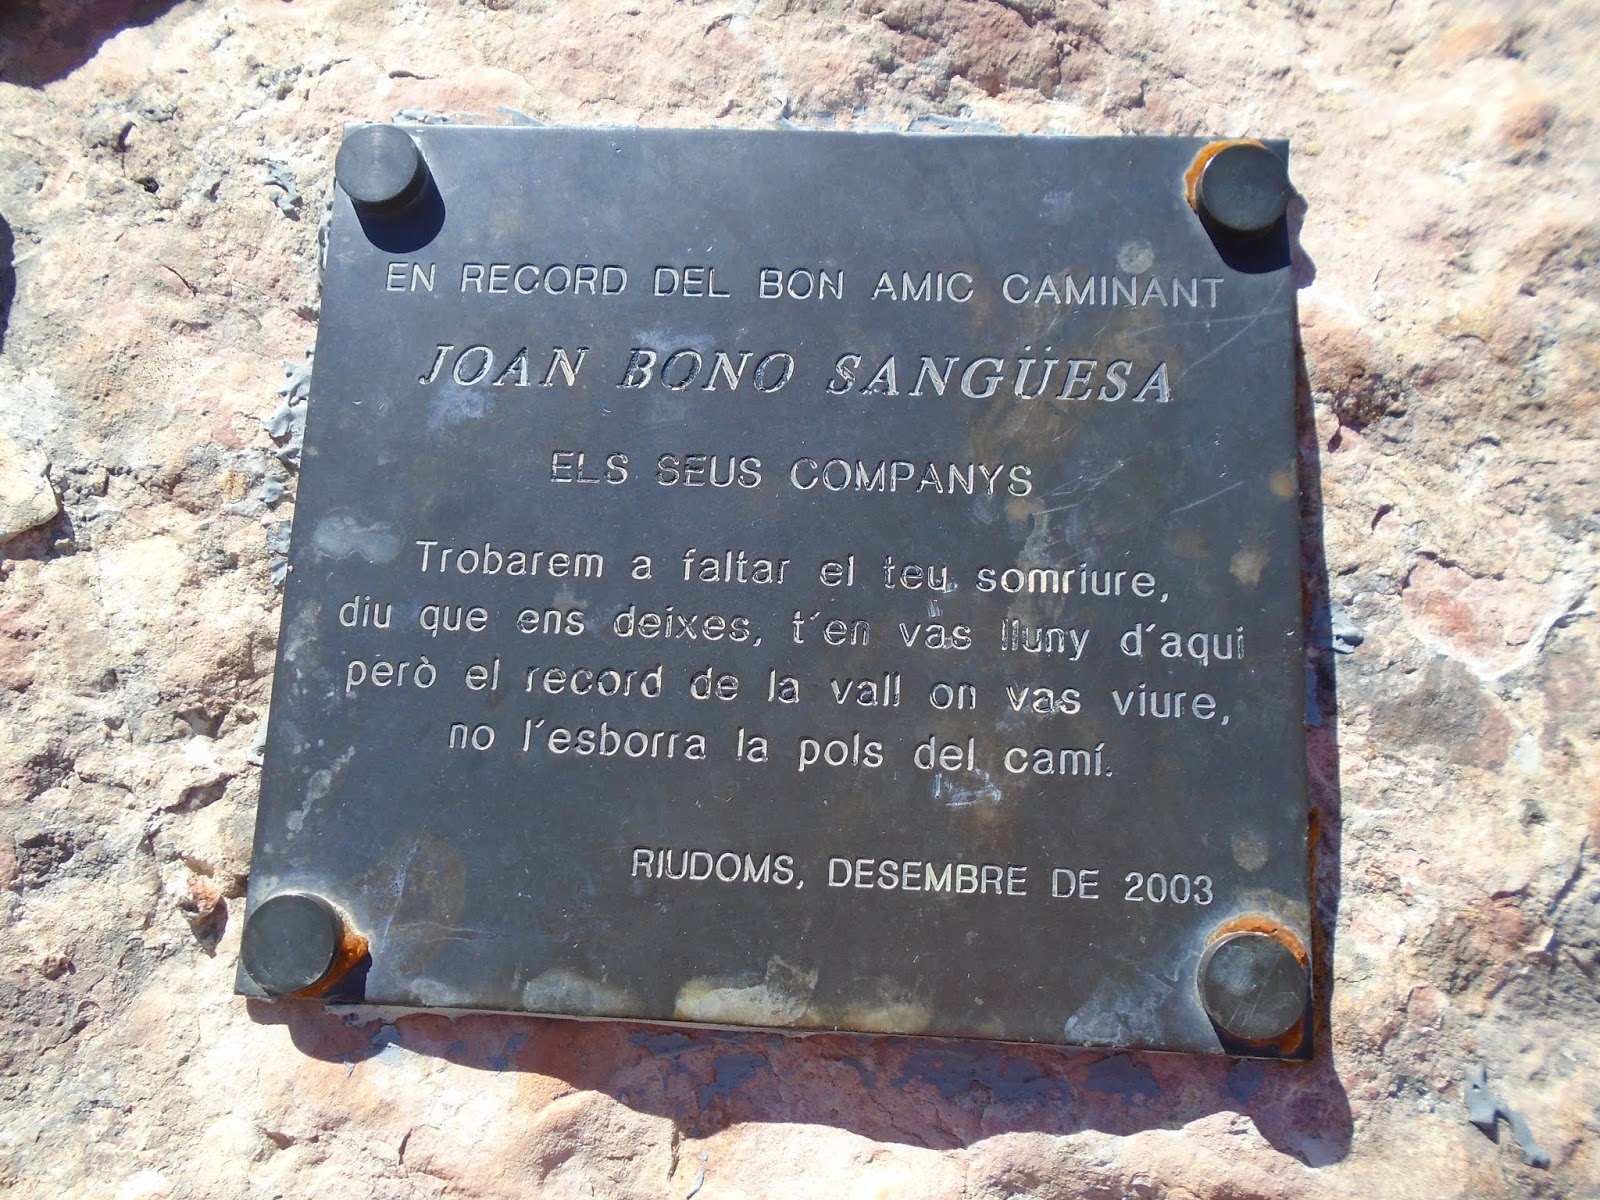 EN RECORD DEL BON AMIC CAMINANT
JOAN BONO SANGÜESA
ELS SEUS COMPANYS
Trobarem a faltar el teu somriure,
diu que ens deixes, t´en vas lluny d´aqui
però el record de la vall on vas viure,
no l´esborra la pols del camí.
RIUDOMS, DESEMBRE DE 2003